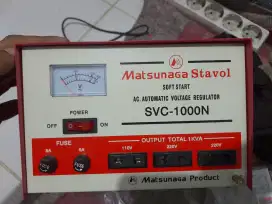 Matsunaga Stavol
SOFT START
AC AUTOMATIC VOLTAGE REGULATOR
SVC-1000N
V
POWER
OFF ON
OUTPUT TOTAL 1KVA
FUSE
110V 220V 220V
Matsunaga Product